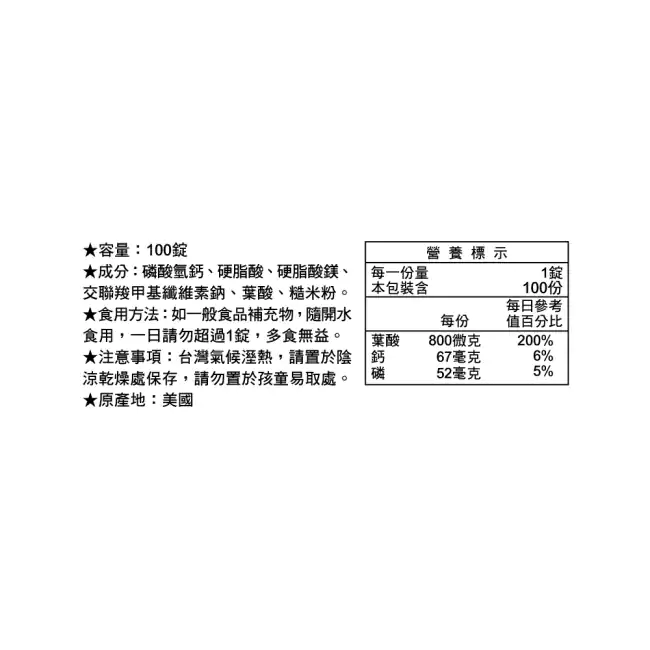 ★容量：100錠
★成分：磷酸氫鈣、硬脂酸、硬脂酸鎂、
交聯羧甲基纖維素鈉、葉酸、糙米粉。
★食用方法：如一般食品補充物，隨開水
食用，一日請勿超過1錠，多食無益。
★注意事項：台灣氣候溼熱，請置於陰
涼乾燥處保存，請勿置於孩童易取處。
★原產地：美國
營養標示
每一份量 1錠
本包裝含 100份
每日參考
每份 值百分比
葉酸 800微克 200%
鈣 67毫克 6%
磷 52毫克 5%